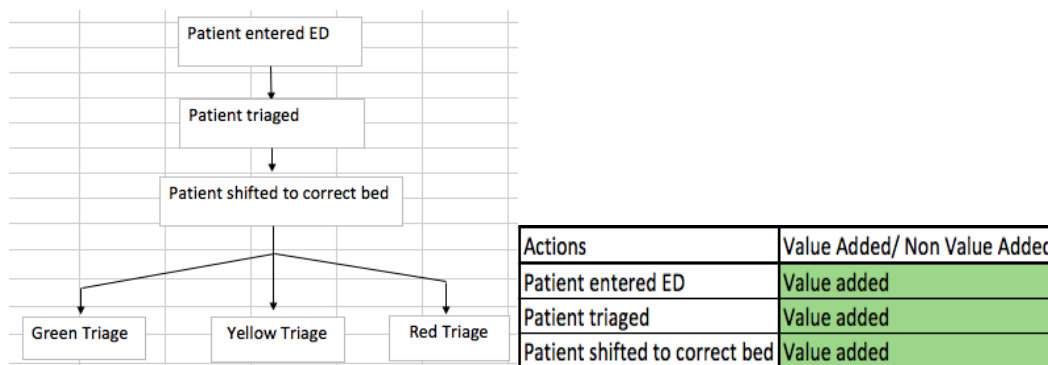 Patient entered ED
Patient triaged
Patient shifted to correct bed
Green Triage
Yellow Triage
Red Triage
Actions
Value Added/ Non Value Added
Patient entered ED
Value added
Patient triaged
Value added
Patient shifted to correct bed
Value added